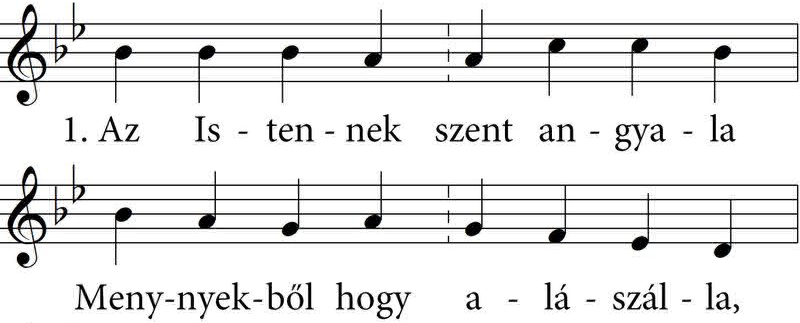 1. Az Is - ten - nek szent an - gya - la
Meny-nyek-ből hogy a - lá - szál - la,